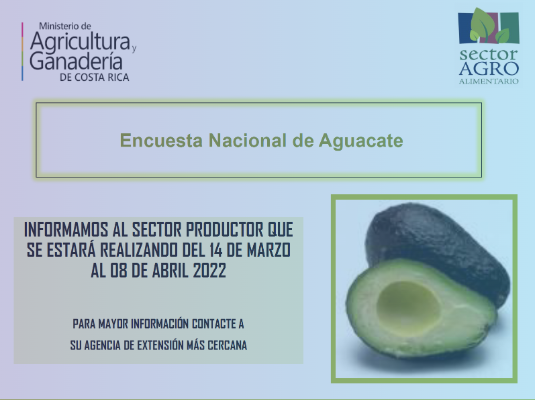 Ministerio de
Agricultura y
Ganadería
DE COSTA RICA
sector
AGRO
ALIMENTARIO
Encuesta Nacional de Aguacate
INFORMAMOS AL SECTOR PRODUCTOR QUE
SE ESTARÁ REALIZANDO DEL 14 DE MARZO
AL 08 DE ABRIL 2022
PARA MAYOR INFORMACIÓN CONTACTE A
SU AGENCIA DE EXTENSIÓN MÁS CERCANA